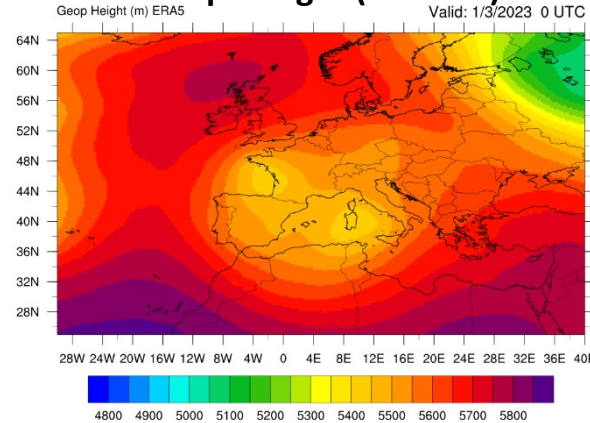 Geop Height (m) ERA5
Valid: 1/3/2023 0 UTC
64N
60N
56N
52N
48N
44N
40N
36N
32N
28N
28W 24W 20W 16W 12W 8W 4W 0 4E 8E 12E 16E 20E 24E 28E 32E 36E 40E
4800 4900 5000 5100 5200 5300 5400 5500 5600 5700 5800